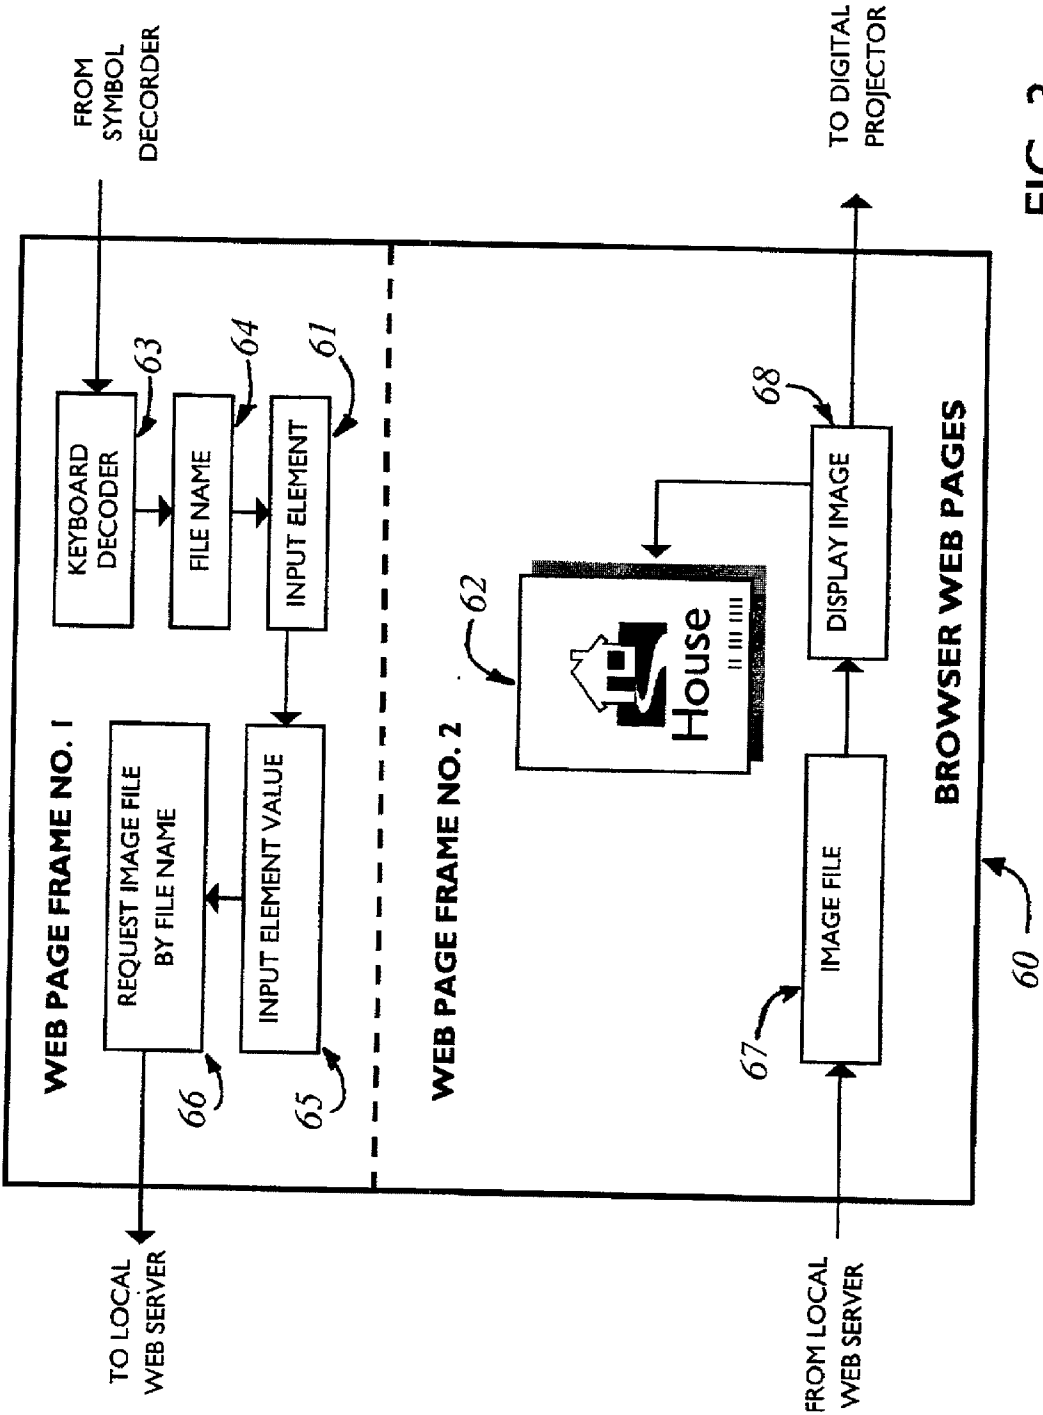 WEB PAGE FRAME NO. 1
FROM
SYMBOL
DECORDER
KEYBOARD
DECODER
63
FILE NAME
64
INPUT ELEMENT
61
REQUEST IMAGE FILE
BY FILE NAME
66
INPUT ELEMENT VALUE
65
TO LOCAL
WEB SERVER
WEB PAGE FRAME NO. 2
62
House
FROM LOCAL
WEB SERVER
67
IMAGE FILE
68
DISPLAY IMAGE
TO DIGITAL
PROJECTOR
BROWSER WEB PAGES
60
FIG.